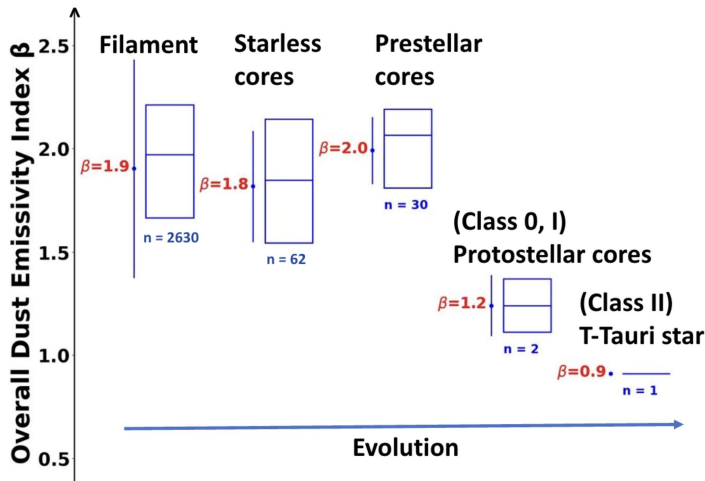 Overall Dust Emissivity Index β
2.5
2.0
1.5
1.0
0.5
Filament
β=1.9
n = 2630
Starless
cores
β=1.8
n = 62
Prestellar
cores
β=2.0
n = 30
(Class 0, I)
Protostellar cores
β=1.2
n = 2
(Class II)
T-Tauri star
β=0.9
n = 1
Evolution